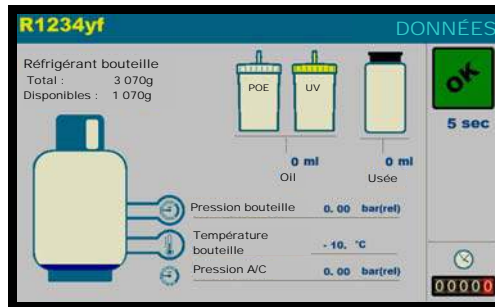 R1234yf DONNÉES
Réfrigérant bouteille
Total : 3 070g
Disponibles : 1 070g
POE UV
OK
5 sec
0 ml 0 ml
Oil Usée
Pression bouteille 0.00 bar(rel)
Température
bouteille - 10. °C
Pression A/C 0.00 bar(rel)
00000